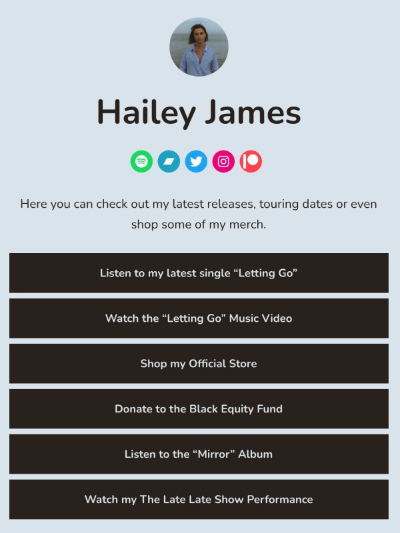 Hailey James
Here you can check out my latest releases, touring dates or even
shop some of my merch.
Listen to my latest single “Letting Go”
Watch the “Letting Go” Music Video
Shop my Official Store
Donate to the Black Equity Fund
Listen to the “Mirror” Album
Watch my The Late Late Show Performance